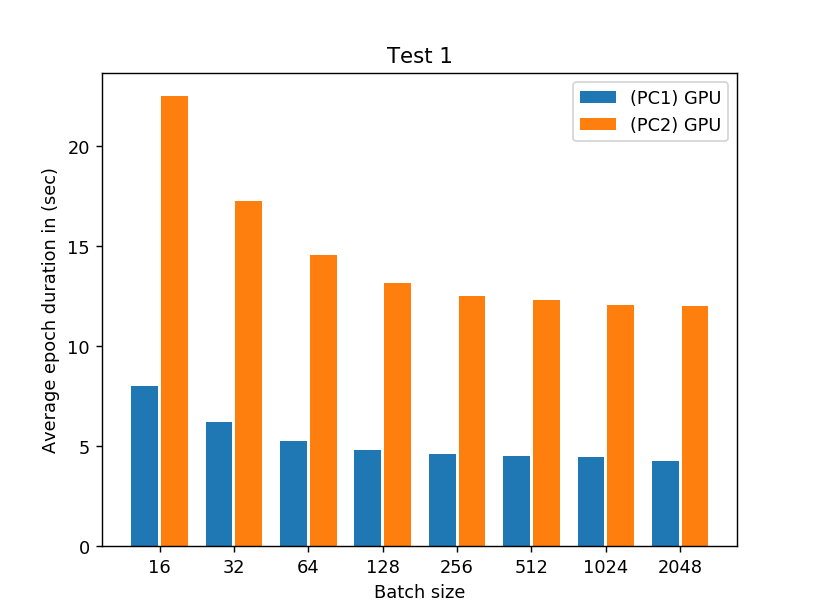 Test 1
(PC1) GPU
(PC2) GPU
Average epoch duration in (sec)
20
15
10
5
0
16 32 64 128 256 512 1024 2048
Batch size